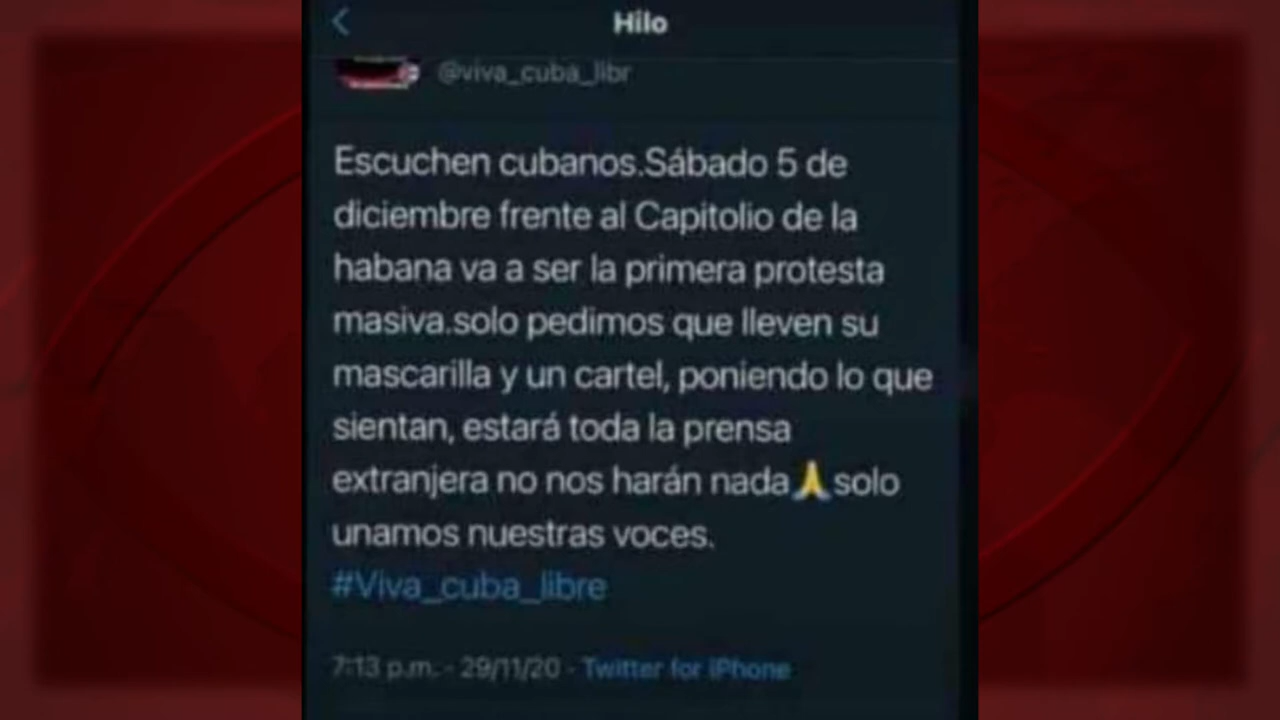 Hilo
@viva_cuba_libr
Escuchen cubanos.Sábado 5 de
diciembre frente al Capitolio de la
habana va a ser la primera protesta
masiva.solo pedimos que lleven su
mascarilla y un cartel, poniendo lo que
sientan, estará toda la prensa
extranjera no nos harán nada🙏solo
unamos nuestras voces.
#Viva_cuba_libre
7:13 p.m. - 29/11/20 - Twitter for iPhone